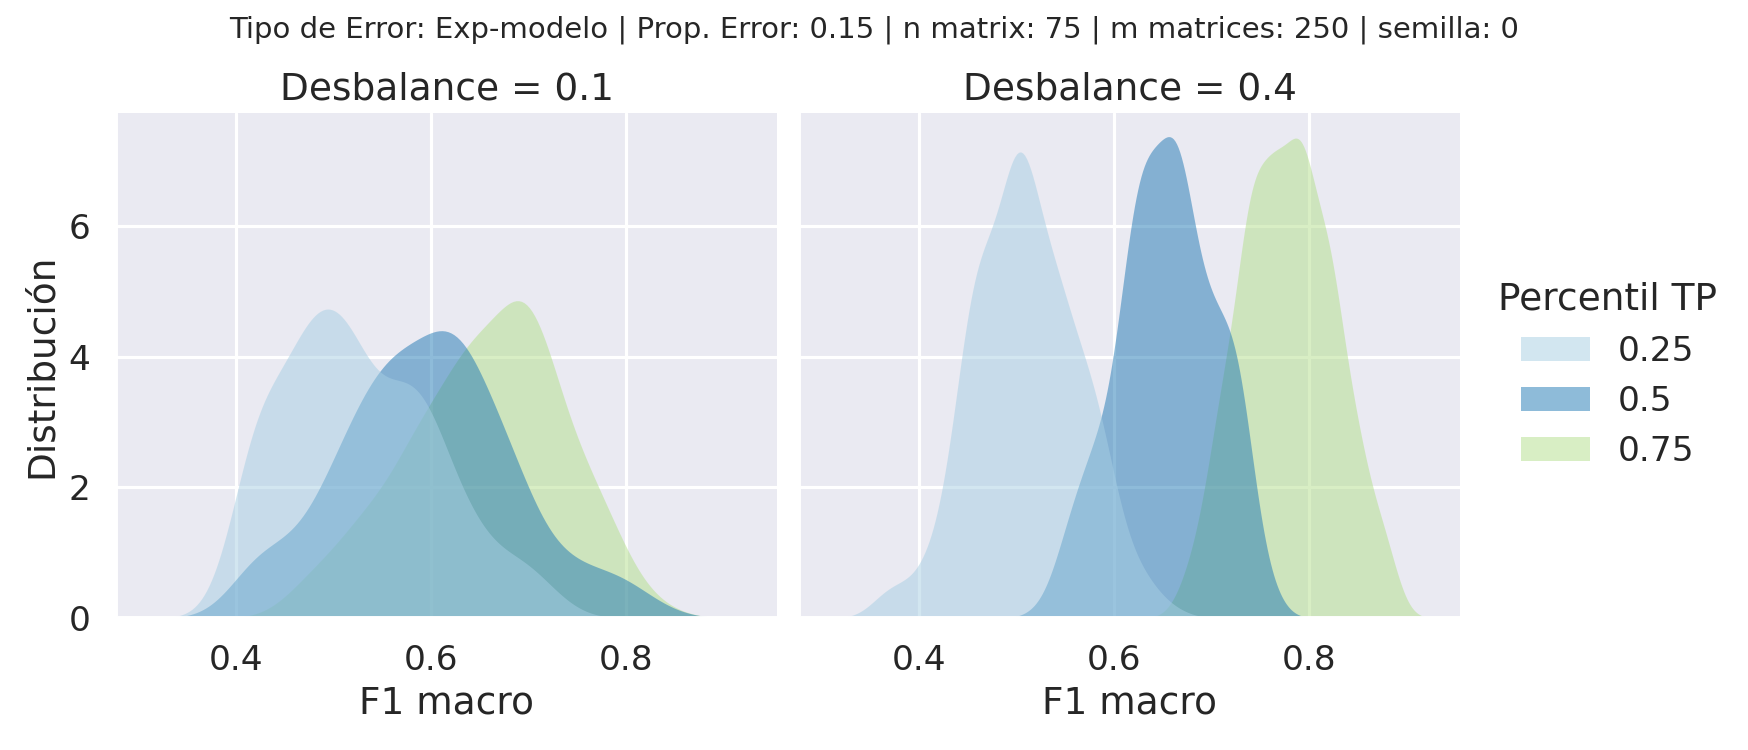 Tipo de Error: Exp-modelo | Prop. Error: 0.15 | n matrix: 75 | m matrices: 250 | semilla: 0
Desbalance = 0.1
Desbalance = 0.4
Distribución
6
4
2
0
0.4 0.6 0.8
0.4 0.6 0.8
F1 macro
F1 macro
Percentil TP
0.25
0.5
0.75